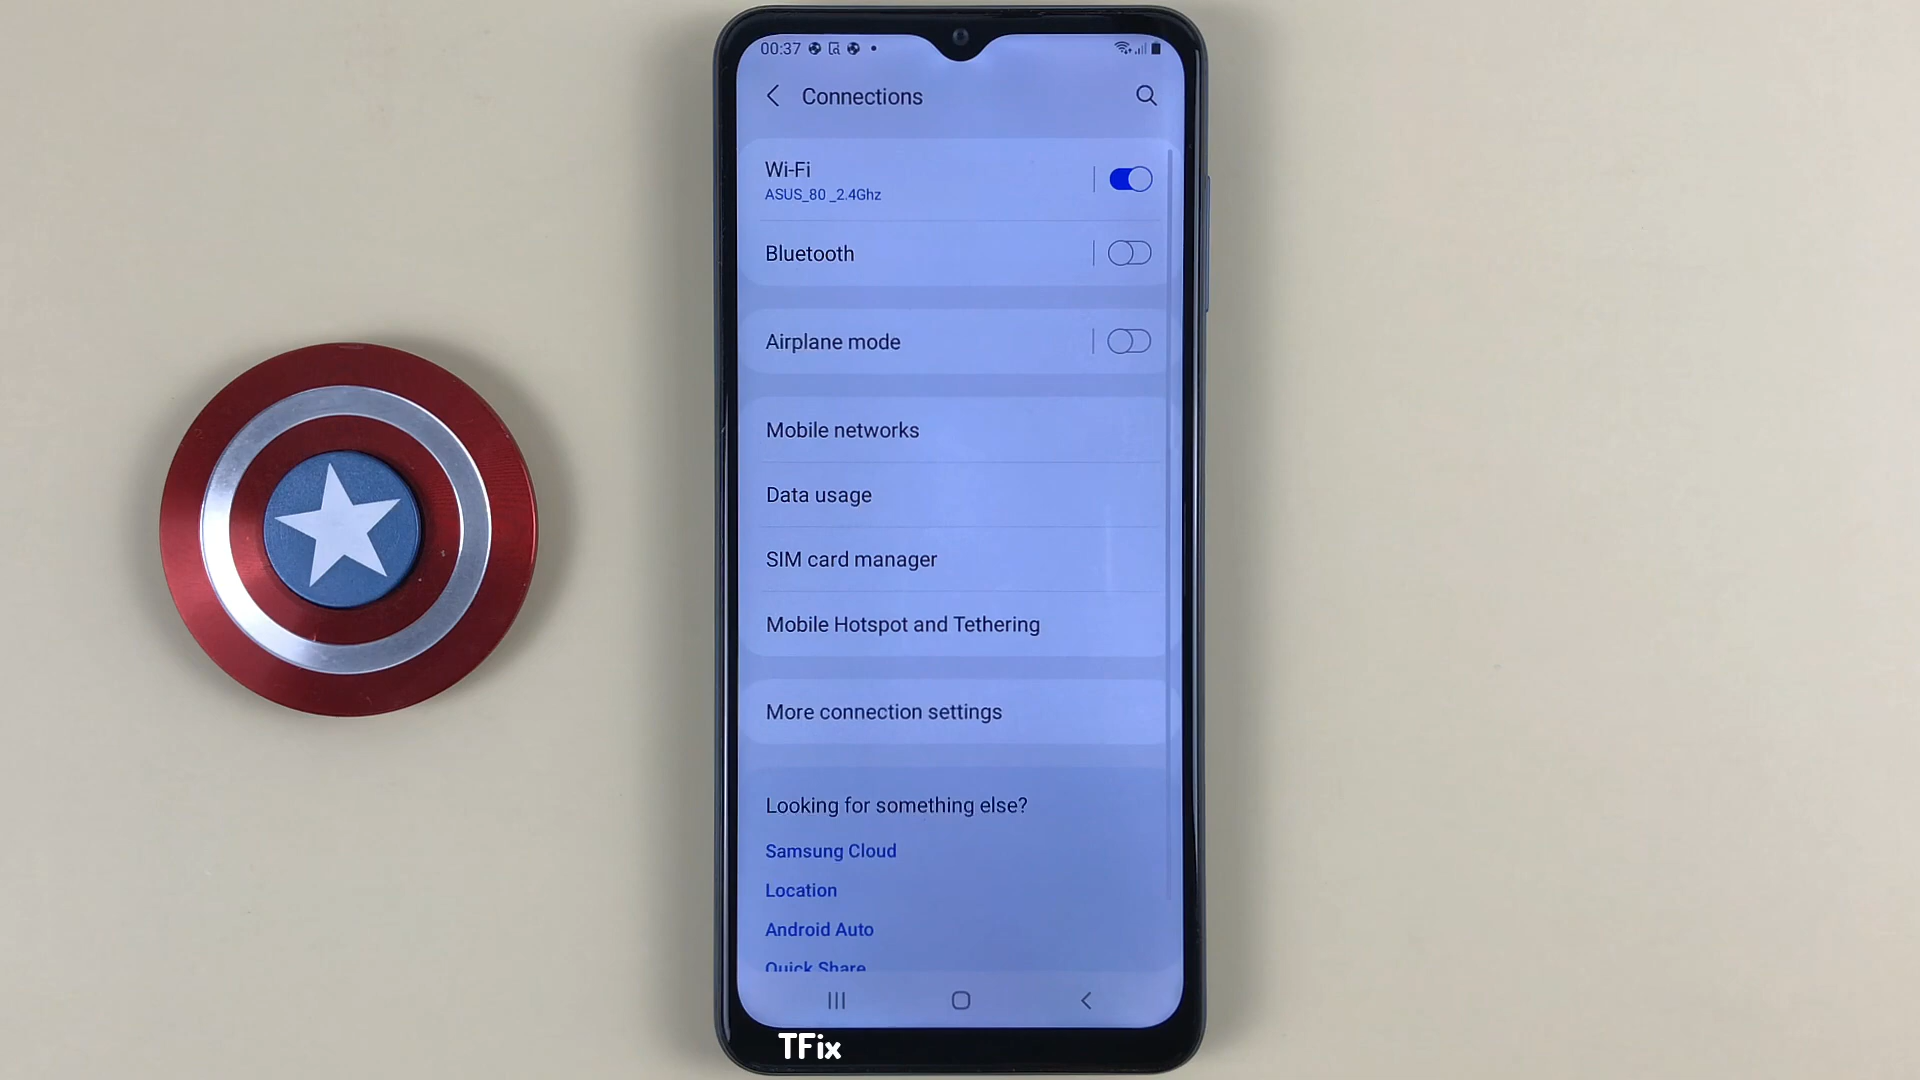 00:37
Connections
Wi-Fi
ASUS_80 _2.4Ghz
Bluetooth
Airplane mode
Mobile networks
Data usage
SIM card manager
Mobile Hotspot and Tethering
More connection settings
Looking for something else?
Samsung Cloud
Location
Android Auto
Quick Share
TFix